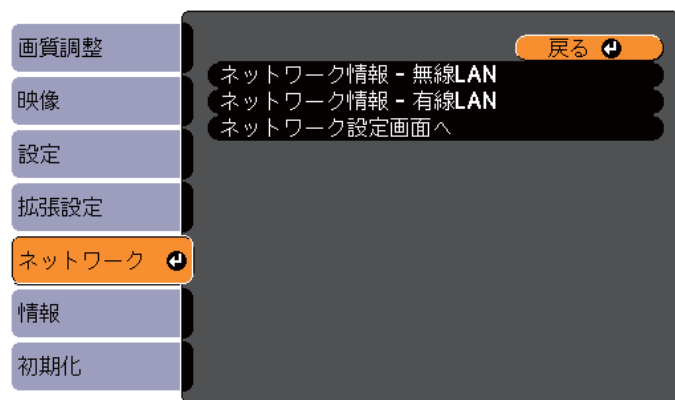 画質調整
映像
設定
拡張設定
ネットワーク
情報
初期化
戻る
ネットワーク情報 - 無線LAN
ネットワーク情報 - 有線LAN
ネットワーク設定画面へ